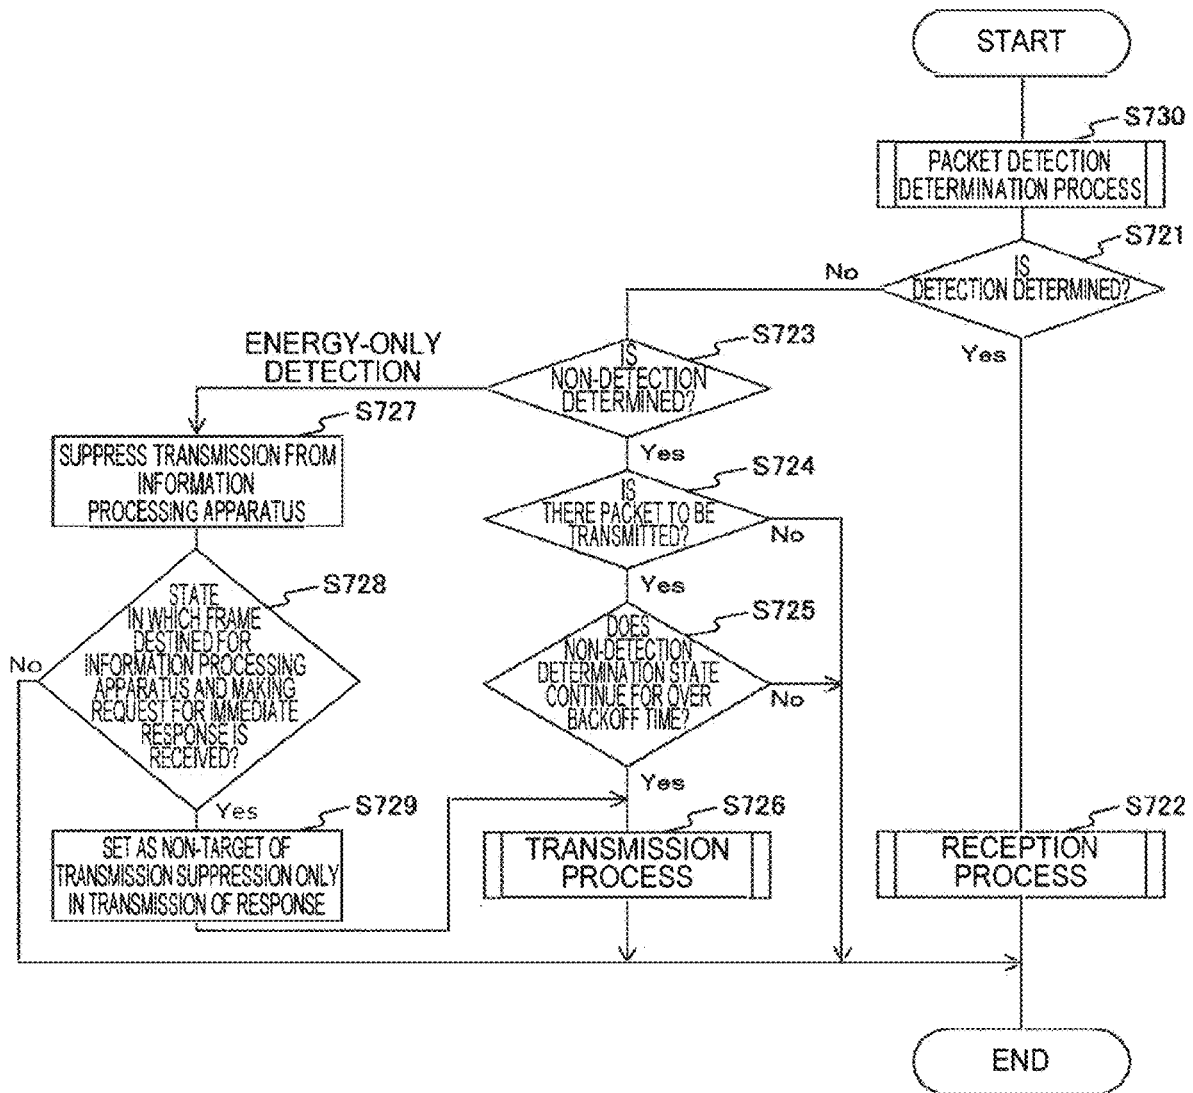 START
S730
PACKET DETECTION
DETERMINATION PROCESS
S721
IS
DETECTION DETERMINED?
No
Yes
S723
IS
NON-DETECTION
DETERMINED?
ENERGY-ONLY
DETECTION
Yes
S727
SUPPRESS TRANSMISSION FROM
INFORMATION
PROCESSING APPARATUS
S724
IS
THERE PACKET TO BE
TRANSMITTED?
No
Yes
S728
STATE
IN WHICH FRAME
DESTINED FOR
INFORMATION PROCESSING
APPARATUS AND MAKING
REQUEST FOR IMMEDIATE
RESPONSE IS
RECEIVED?
No
Yes
S725
DOES
NON-DETECTION
DETERMINATION STATE
CONTINUE FOR OVER
BACKOFF TIME?
No
Yes
S729
SET AS NON-TARGET OF
TRANSMISSION SUPPRESSION ONLY
IN TRANSMISSION OF RESPONSE
S726
TRANSMISSION
PROCESS
S722
RECEPTION
PROCESS
END